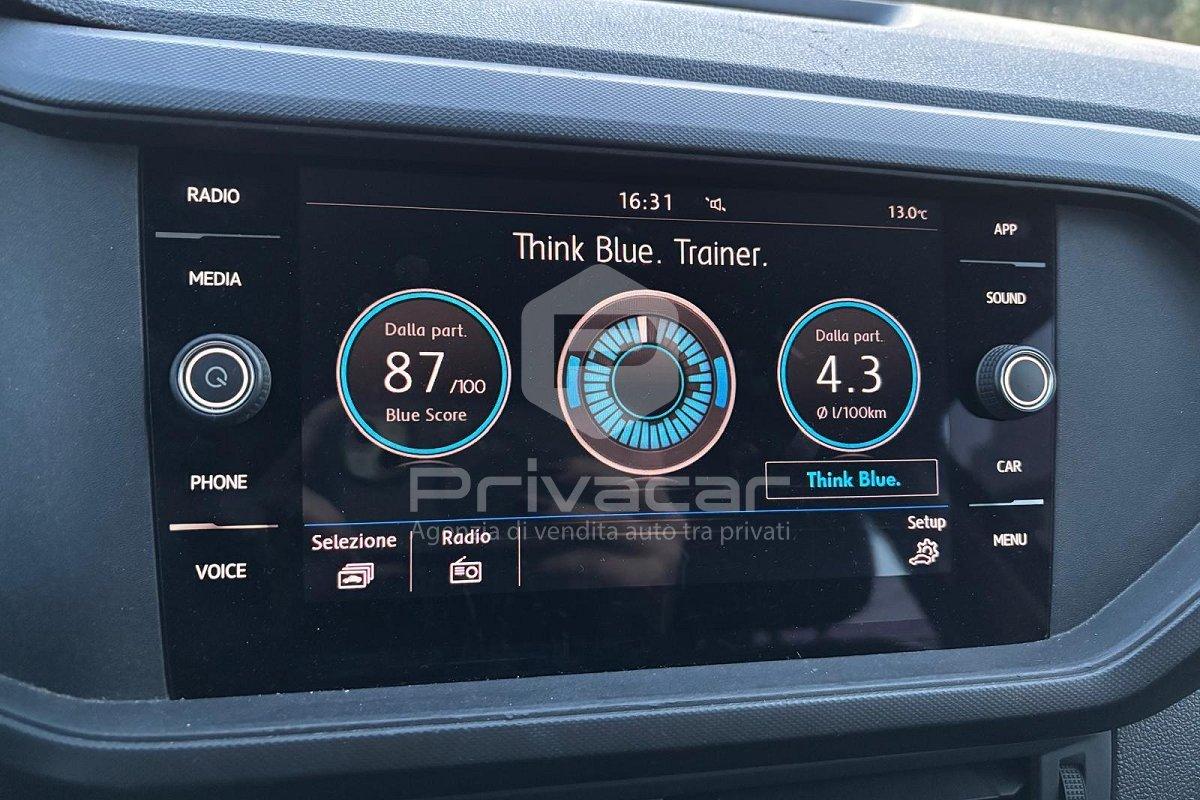 RADIO
MEDIA
PHONE
VOICE
16:31
13.0°C
Think Blue. Trainer.
Dalla part.
87/100
Blue Score
Dalla part.
4.3
Ø l/100km
Think Blue.
Selezione
Radio
Setup
APP
SOUND
CAR
MENU
Privacar
Agenzia di vendita auto tra privati